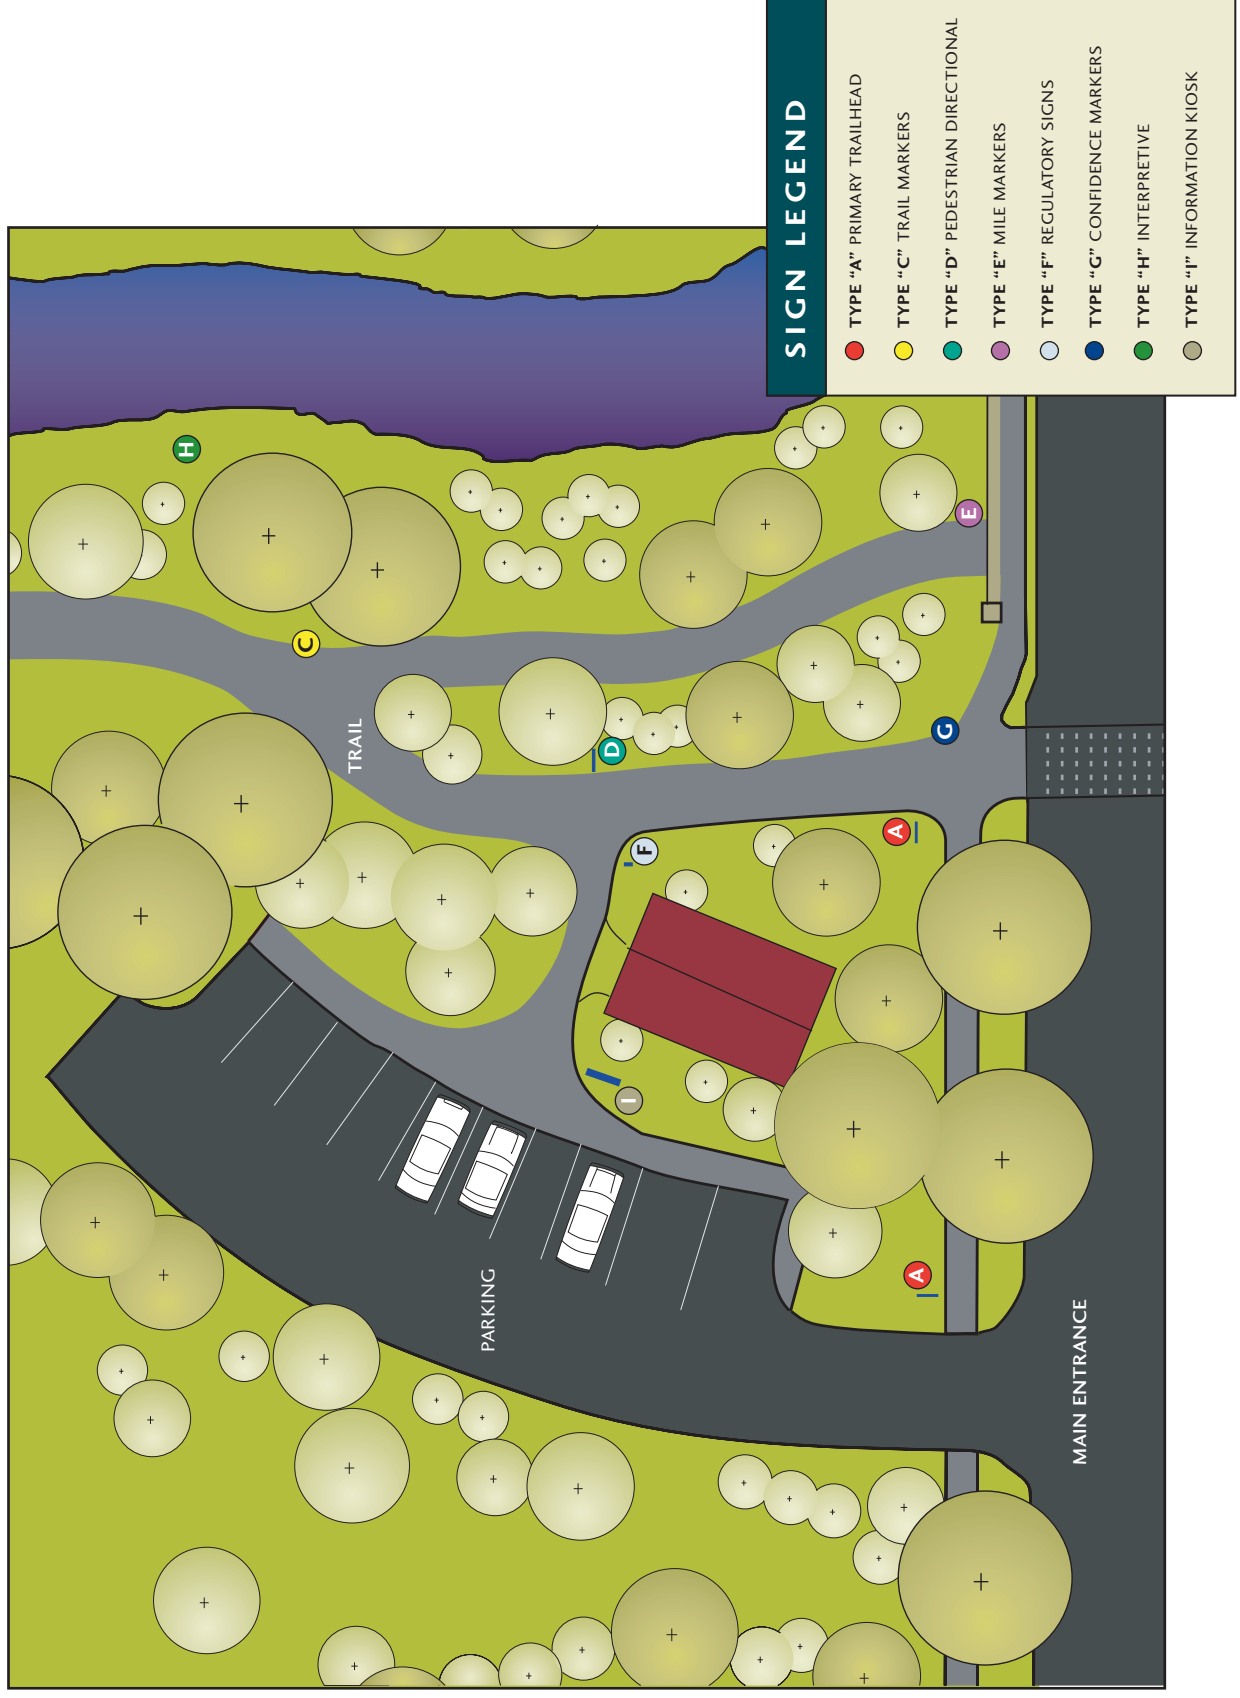 SIGN LEGEND
TYPE “A” PRIMARY TRAILHEAD
TYPE “C” TRAIL MARKERS
TYPE “D” PEDESTRIAN DIRECTIONAL
TYPE “E” MILE MARKERS
TYPE “F” REGULATORY SIGNS
TYPE “G” CONFIDENCE MARKERS
TYPE “H” INTERPRETIVE
TYPE “I” INFORMATION KIOSK
H
C
TRAIL
E
D
G
F
A
I
A
PARKING
MAIN ENTRANCE